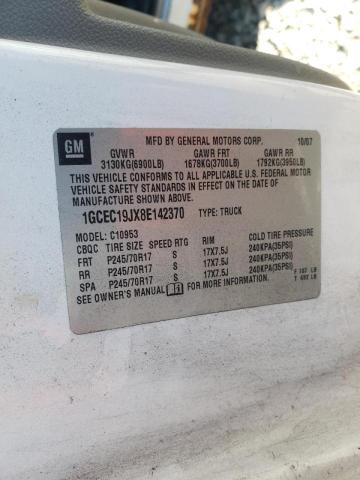 GM
MFD BY GENERAL MOTORS CORP. 10/07
GVWR GAWR FRT GAWR RR
3130KG(6900LB) 1678KG(3700LB) 1792KG(3950LB)
THIS VEHICLE CONFORMS TO ALL APPLICABLE U.S. FEDERAL MOTOR
VEHICLE SAFETY STANDARDS IN EFFECT ON THE DATE OF
MANUFACTURE SHOWN ABOVE.
1GCEC19JX8E142370 TYPE: TRUCK
MODEL: C10953
CBQC TIRE SIZE SPEED RTG RIM COLD TIRE PRESSURE
FRT P245/70R17 S 17X7.5J 240KPA(35PSI)
RR P245/70R17 S 17X7.5J 240KPA(35PSI)
SPA P245/70R17 S 17X7.5J 240KPA(35PSI)
SEE OWNER'S MANUAL FOR MORE INFORMATION.